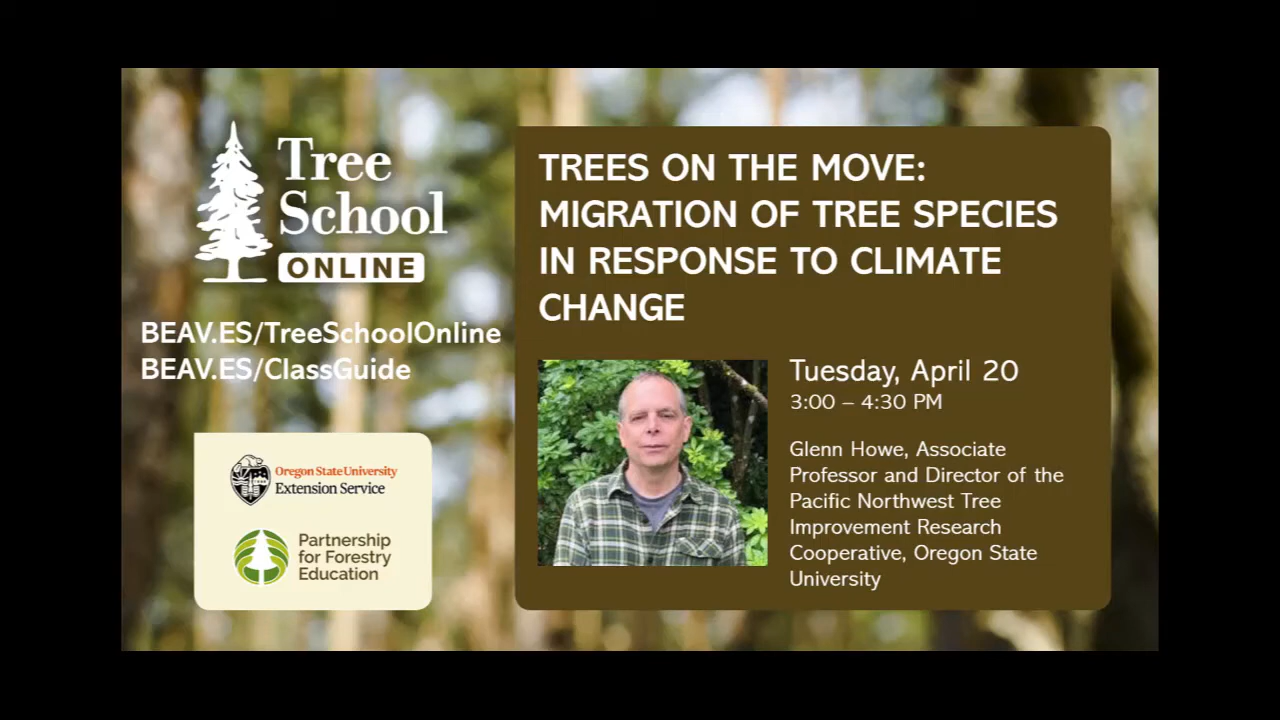 Tree
School
ONLINE
BEAV.ES/TreeSchoolOnline
BEAV.ES/ClassGuide
Oregon State University
Extension Service
Partnership
for Forestry
Education
TREES ON THE MOVE:
MIGRATION OF TREE SPECIES
IN RESPONSE TO CLIMATE
CHANGE
Tuesday, April 20
3:00 – 4:30 PM
Glenn Howe, Associate
Professor and Director of the
Pacific Northwest Tree
Improvement Research
Cooperative, Oregon State
University